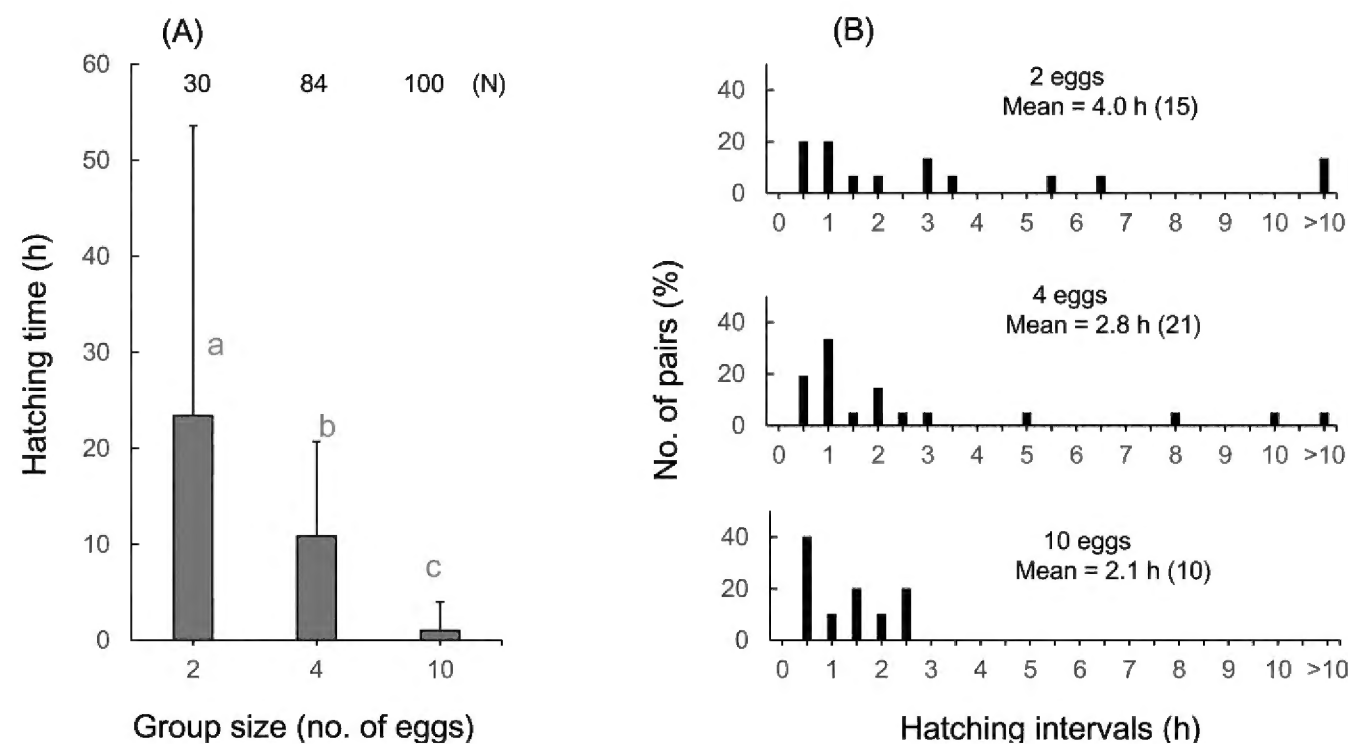 (A)
60
50
40
30
20
10
0
30 84 100 (N)
a
b
c
2 4 10
Hatching time (h)
Group size (no. of eggs)
(B)
2 eggs
Mean = 4.0 h (15)
40
20
0
0 1 2 3 4 5 6 7 8 9 10 >10
4 eggs
Mean = 2.8 h (21)
40
20
0
0 1 2 3 4 5 6 7 8 9 10 >10
10 eggs
Mean = 2.1 h (10)
40
20
0
0 1 2 3 4 5 6 7 8 9 10 >10
No. of pairs (%)
Hatching intervals (h)